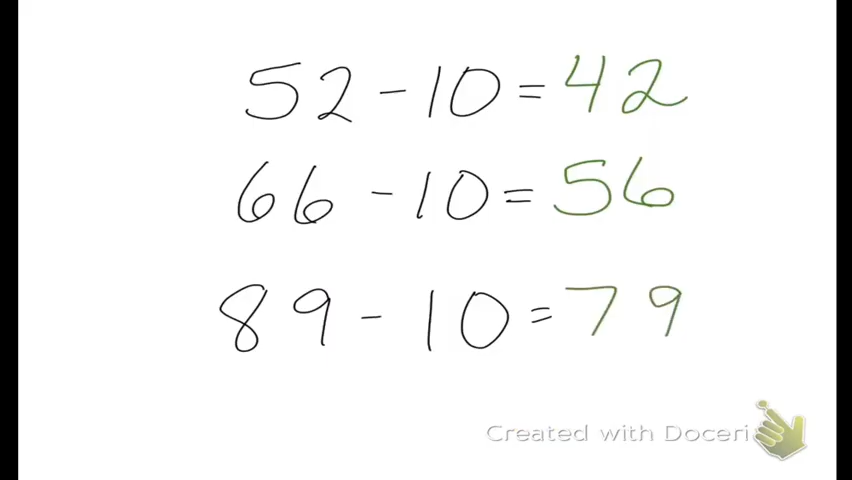 52 - 10 = 42
66 - 10 = 56
89 - 10 = 79
Created with Doceri